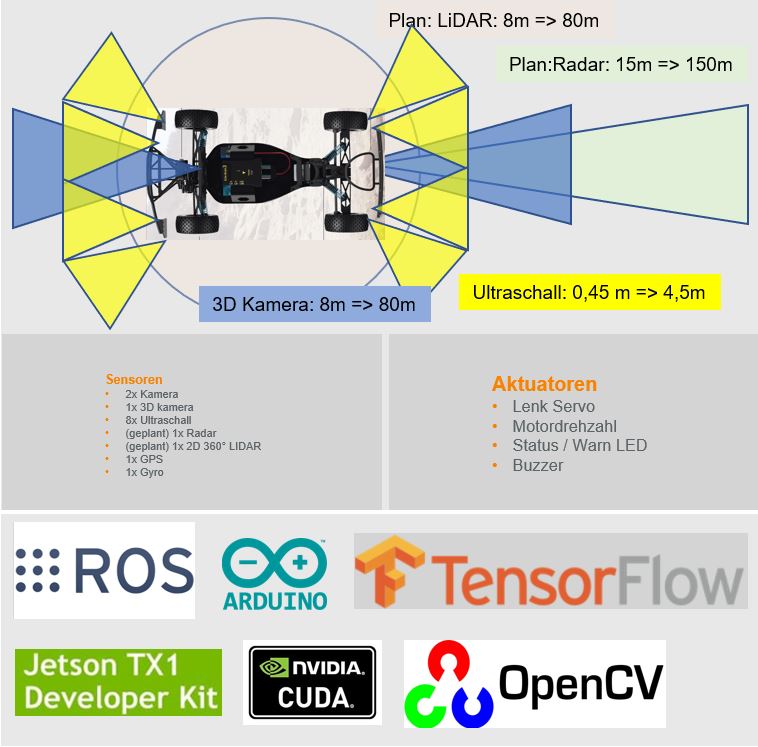 Plan: LiDAR: 8m => 80m
Plan:Radar: 15m => 150m
3D Kamera: 8m => 80m
Ultraschall: 0,45 m => 4,5m
Sensoren
• 2x Kamera
• 1x 3D kamera
• 8x Ultraschall
• (geplant) 1x Radar
• (geplant) 1x 2D 360° LIDAR
• 1x GPS
• 1x Gyro
Aktuatoren
• Lenk Servo
• Motordrehzahl
• Status / Warn LED
• Buzzer
ROS
ARDUINO
TensorFlow
Jetson TX1
Developer Kit
NVIDIA.
CUDA.
OpenCV